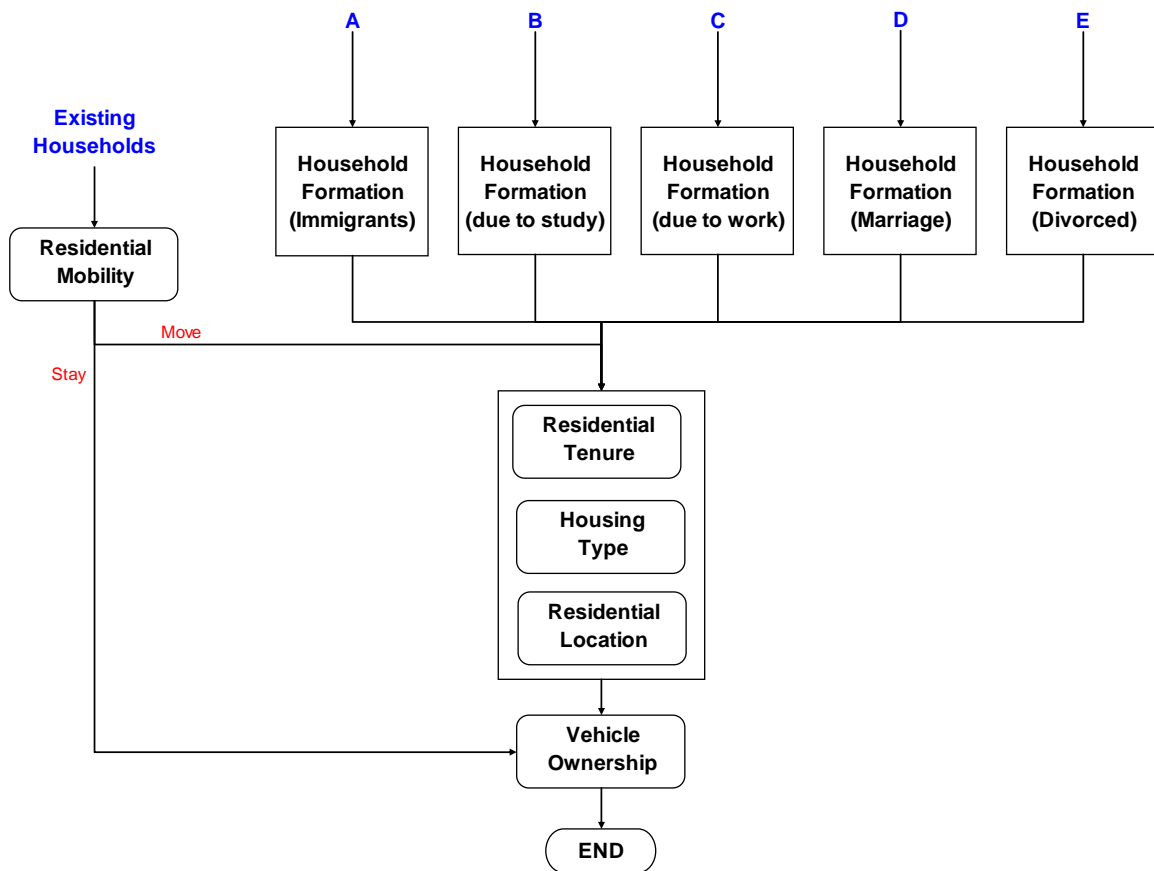 A
B
C
D
E
Existing
Households
Household
Formation
(Immigrants)
Household
Formation
(due to study)
Household
Formation
(due to work)
Household
Formation
(Marriage)
Household
Formation
(Divorced)
Residential
Mobility
Move
Stay
Residential
Tenure
Housing
Type
Residential
Location
Vehicle
Ownership
END